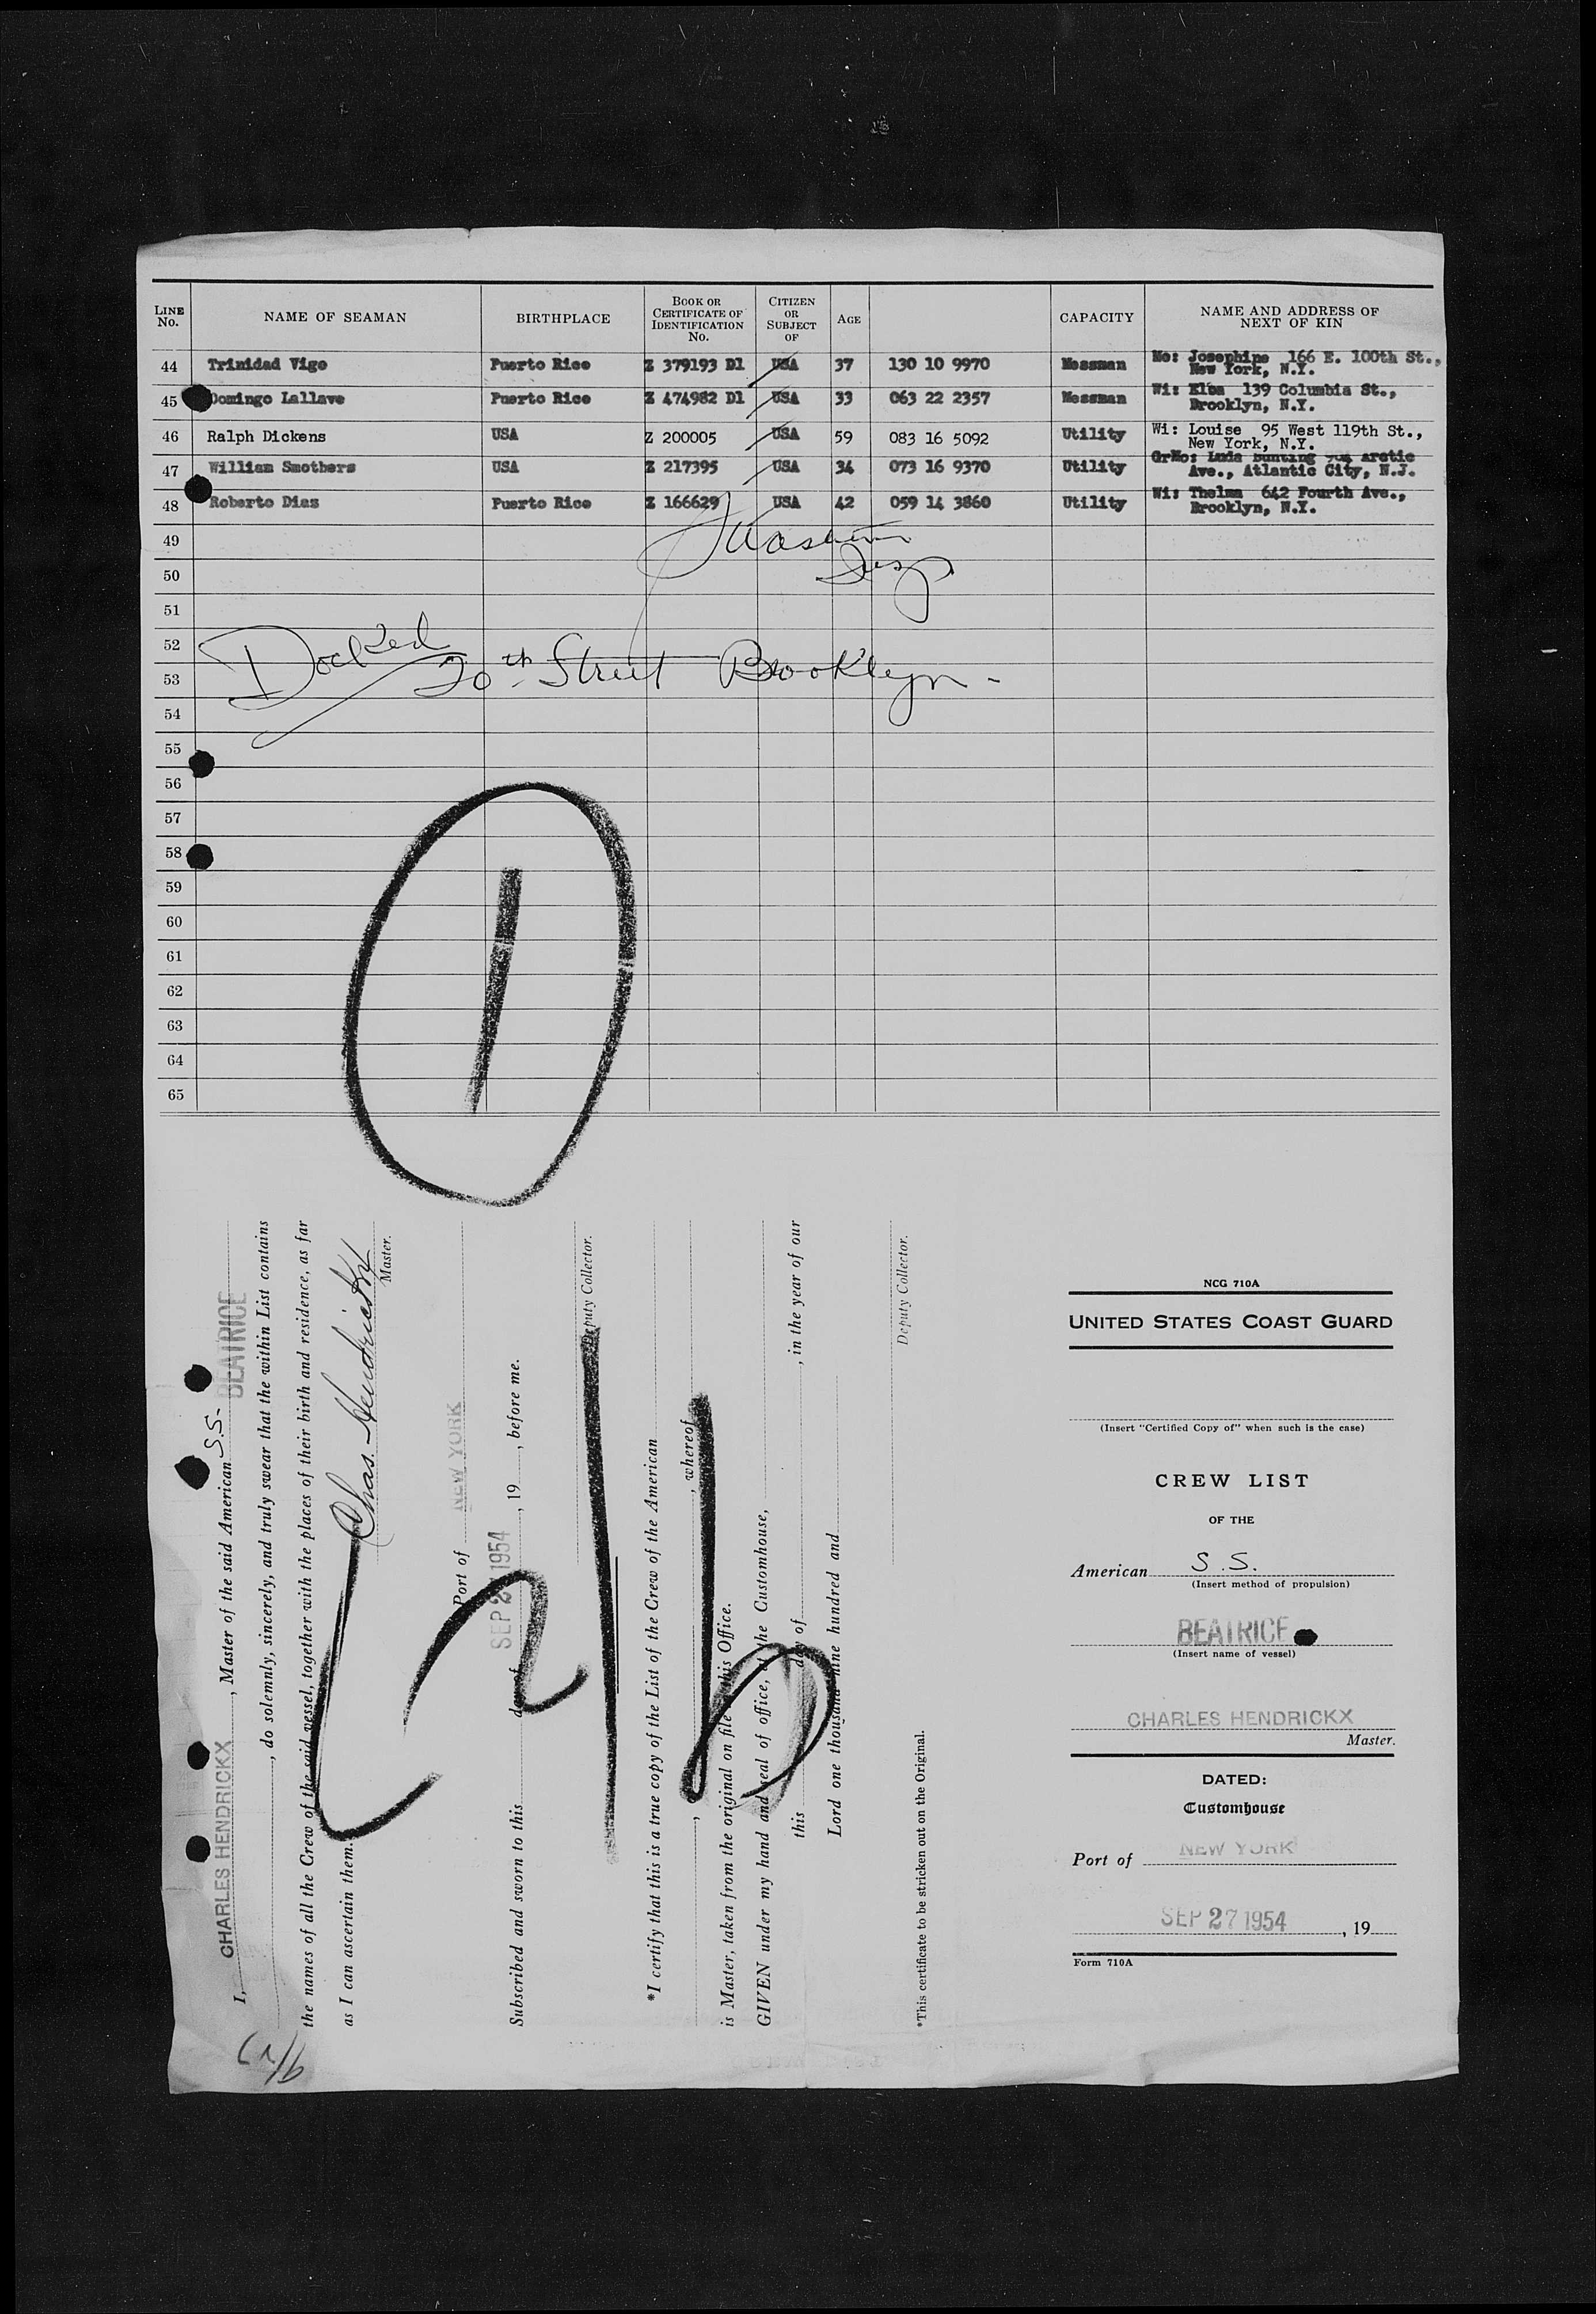 LINE No. NAME OF SEAMAN BIRTHPLACE BOOK OR CERTIFICATE OF IDENTIFICATION No. CITIZEN OR SUBJECT OF AGE CAPACITY NAME AND ADDRESS OF NEXT OF KIN
44 Trinidad Vigo Puerto Rico Z 379193 D1 USA 37 130 10 9970 Messman Mo: Josephine 166 E. 100th St., New York, N.Y.
45 Domingo Lallave Puerto Rico Z 474982 D1 USA 33 063 22 2357 Messman Wi: Elba 139 Columbia St., Brooklyn, N.Y.
46 Ralph Dickens USA Z 200005 USA 59 083 16 5092 Utility Wi: Louise 95 West 119th St., New York, N.Y.
47 William Smothers USA Z 217395 USA 34 073 16 9370 Utility GrMo: Bunting Arctic Ave., Atlantic City, N.J.
48 Roberto Diaz Puerto Rico Z 166629 USA 42 059 14 3860 Utility Wi: Thelma 642 Fourth Ave., Brooklyn, N.Y.
49
50
51
52 Docked
53 20th Street Brooklyn -
54
55
56
57
58
59
60
61
62
63
64
65
1
I, CHARLES HENDRICKX, Master of the said American S.S. BEATRICE
, do solemnly, sincerely, and truly swear that the within List contains
the names of all the Crew of the said vessel, together with the places of their birth and residence, as far
as I can ascertain them.
Chas. Hendrickx
Master.
Port of NEW YORK
SEP 2 1954
Subscribed and sworn to this day of , 19 , before me.
Deputy Collector.
*I certify that this is a true copy of the List of the Crew of the American
, whereof
is Master, taken from the original on file in this Office.
GIVEN under my hand and seal of office, at the Customhouse,
this day of , in the year of our
Lord one thousand nine hundred and
Deputy Collector.
*This certificate to be stricken out on the Original.
NCG 710A
UNITED STATES COAST GUARD
(Insert "Certified Copy of" when such is the case)
CREW LIST
OF THE
American S.S.
(Insert method of propulsion)
BEATRICE
(Insert name of vessel)
CHARLES HENDRICKX
Master.
DATED:
Customhouse
Port of NEW YORK
SEP 27 1954 , 19
Form 710A